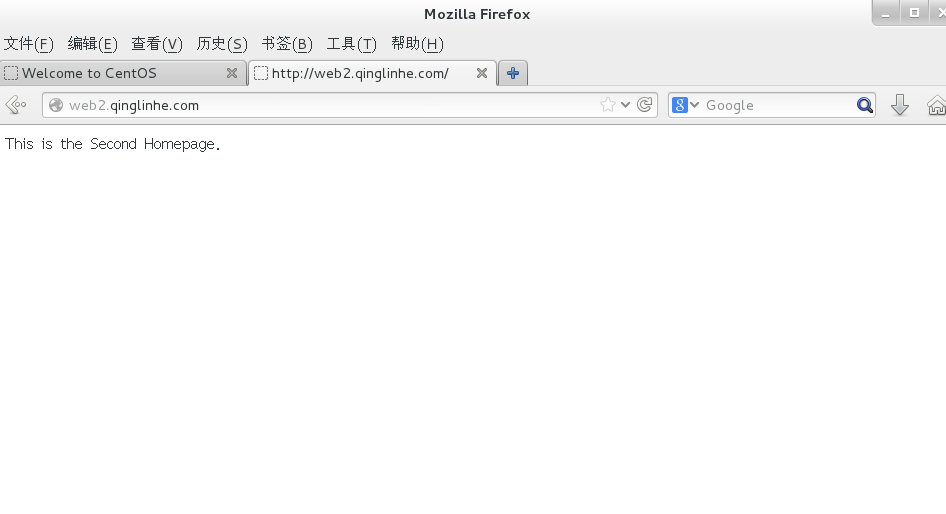 Mozilla Firefox
文件(F) 编辑(E) 查看(V) 历史(S) 书签(B) 工具(T) 帮助(H)
Welcome to CentOS http://web2.qinglinhe.com/
web2.qinglinhe.com Google
This is the Second Homepage.